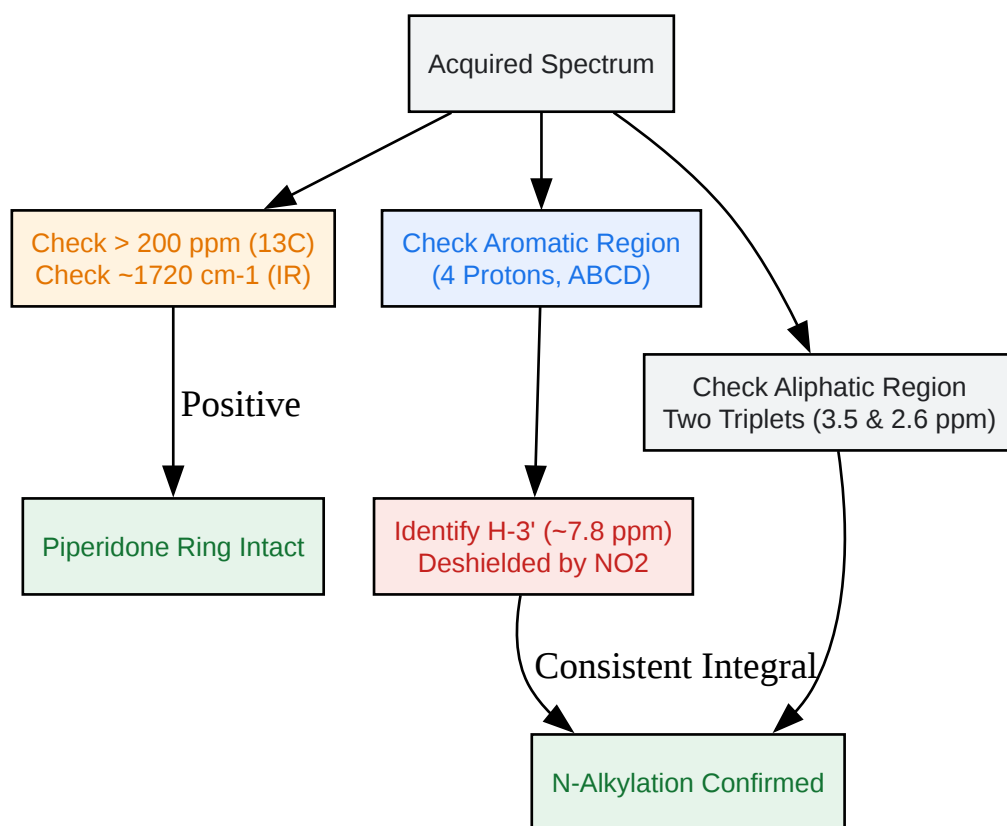 Acquired Spectrum
Check > 200 ppm (13C)
Check ~1720 cm-1 (IR)
Check Aromatic Region
(4 Protons, ABCD)
Check Aliphatic Region
Two Triplets (3.5 & 2.6 ppm)
Positive
Piperidone Ring Intact
Identify H-3' (~7.8 ppm)
Deshielded by NO2
Consistent Integral
N-Alkylation Confirmed